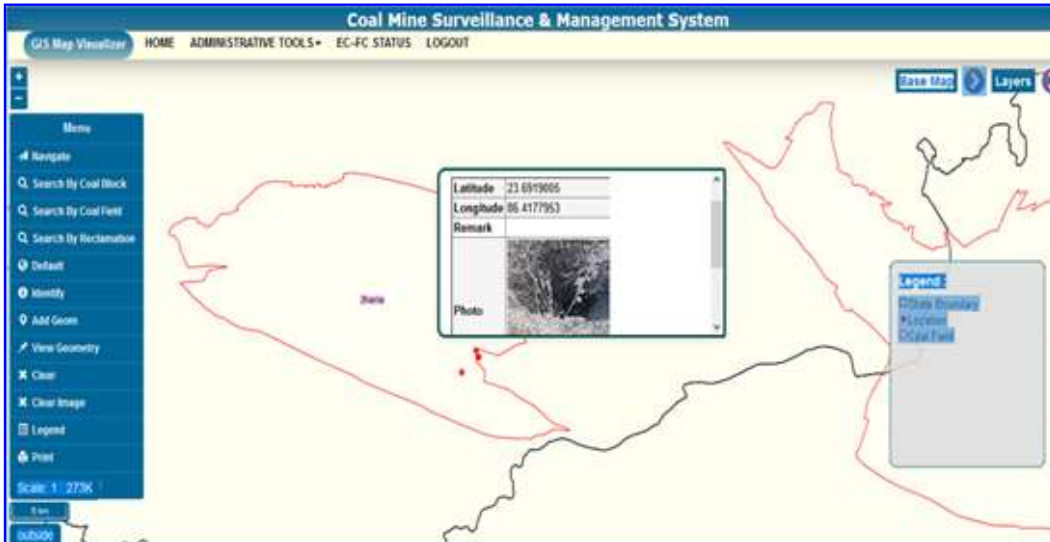 Coal Mine Surveillance & Management System
GIS Map Visualizer HOME ADMINISTRATIVE TOOLS EC-FC STATUS LOGOUT
+
-
Base Map Layers
Menu
Navigate
Search By Coal Block
Search By Coal Field
Search By Reclamation
Default
Identify
Add Geom
View Geometry
Clear
Clear Image
Legend
Print
Scale: 1 : 273K
5 km
outside
Jharia
Latitude 23.6919005
Longitude 86.4177953
Remark
Photo
Legend :
State Boundary
Location
Coal Field